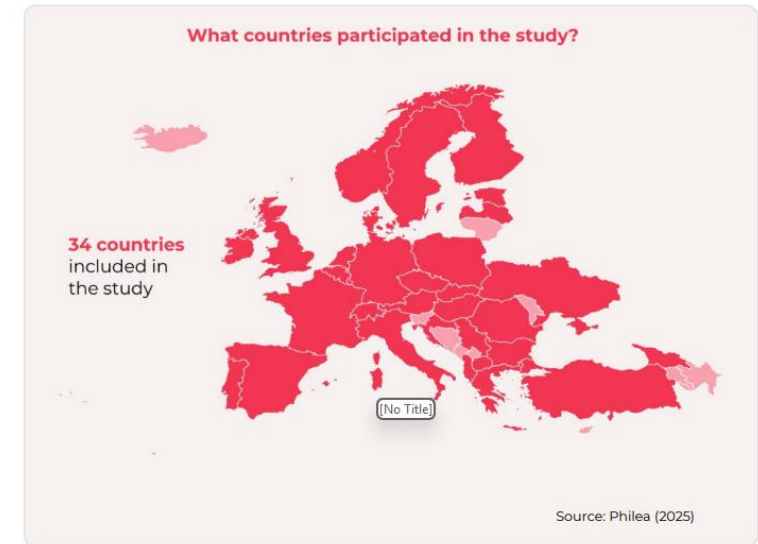 What countries participated in the study?
34 countries
included in
the study
[No Title]
Source: Philea (2025)